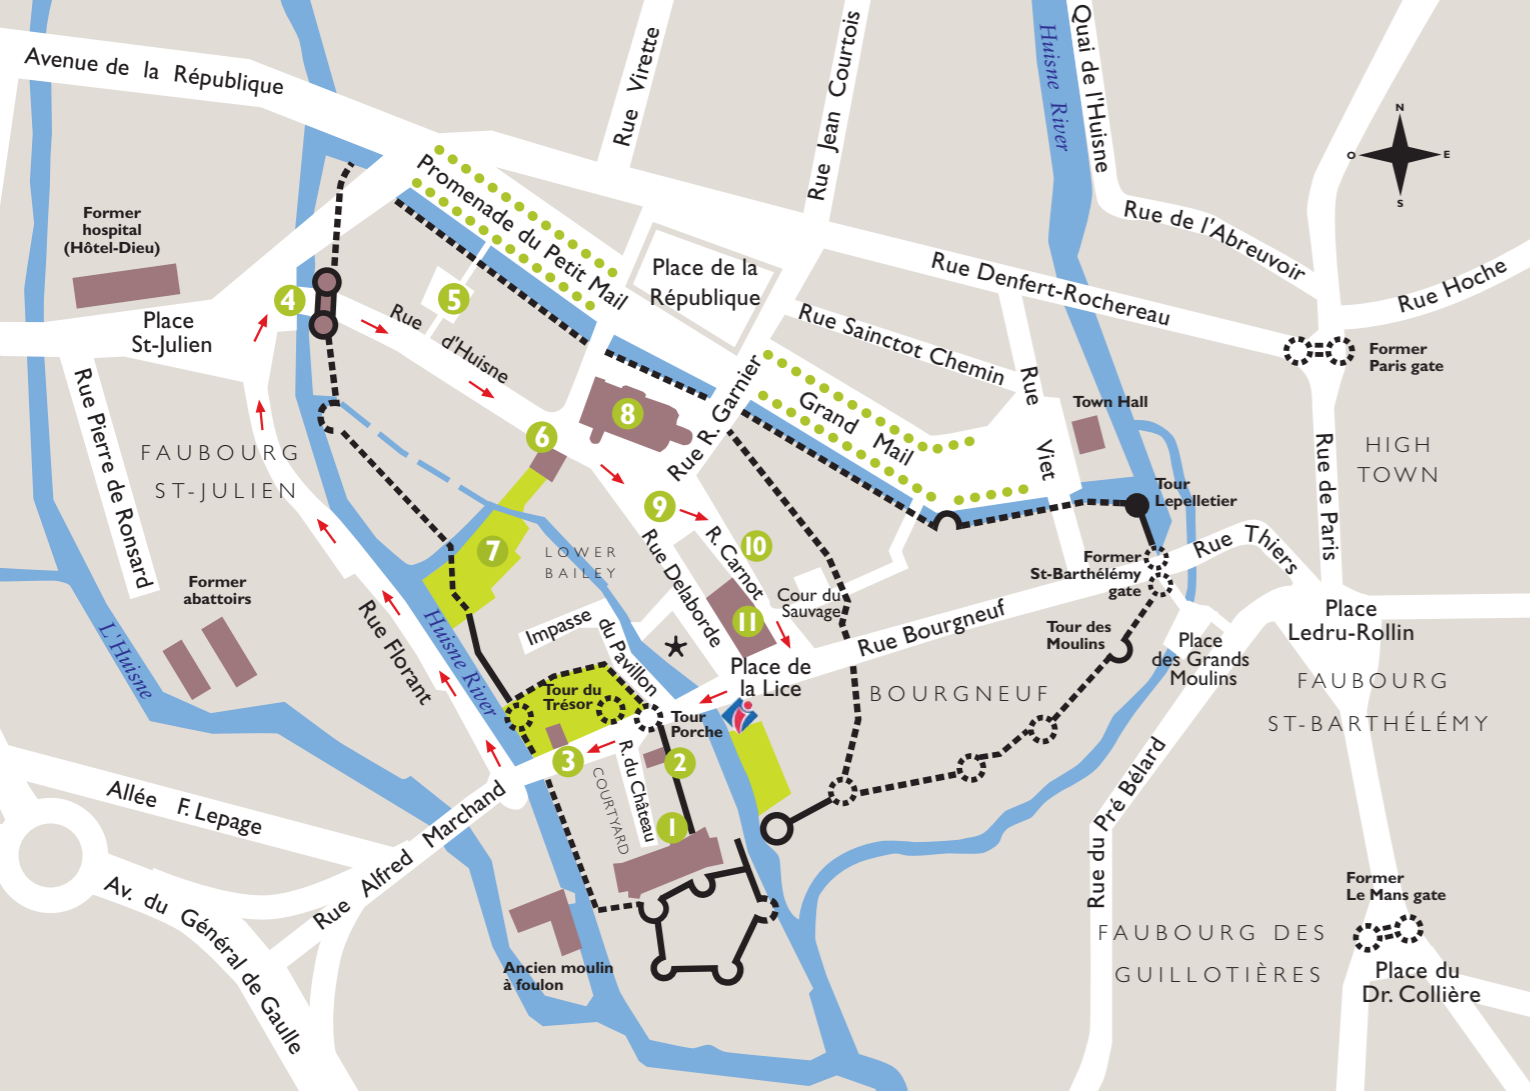 Avenue de la République
Rue Virette
Rue Jean Courtois
Huisne River
Quai de l'Huisne
N
O
E
S
Promenade du Petit Mail
Former
hospital
(Hôtel-Dieu)
Place
St-Julien
4
5
Rue
d'Huisne
Place de la
République
Rue de l'Abreuvoir
Rue Denfert-Rochereau
Rue Hoche
Rue Sainctot Chemin
Former
Paris gate
Rue Pierre de Ronsard
FAUBOURG
ST-JULIEN
6
8
Rue R. Garnier
Grand Mail
Rue
Viet
Town Hall
Tour
Lepelletier
Rue de Paris
HIGH
TOWN
7
LOWER
BAILEY
9
10
R. Carnot
Rue Delaborde
11
Cour du
Sauvage
Former
St-Barthélémy
gate
Rue Thiers
Former
abattoirs
L'Huisne
Rue Florant
Huisne River
Impasse
du Pavillon
Place de
la Lice
Rue Bourgneuf
Tour des
Moulins
Place
des Grands
Moulins
Place
Ledru-Rollin
BOURGNEUF
FAUBOURG
ST-BARTHÉLÉMY
Tour du
Trésor
Tour
Porche
3
2
R. du Château
COURTYARD
1
Allée F. Lepage
Rue Alfred Marchand
Av. du Général de Gaulle
Ancien moulin
à foulon
Rue du Pré Bélard
Former
Le Mans gate
FAUBOURG DES
GUILLOTIÈRES
Place du
Dr. Collière